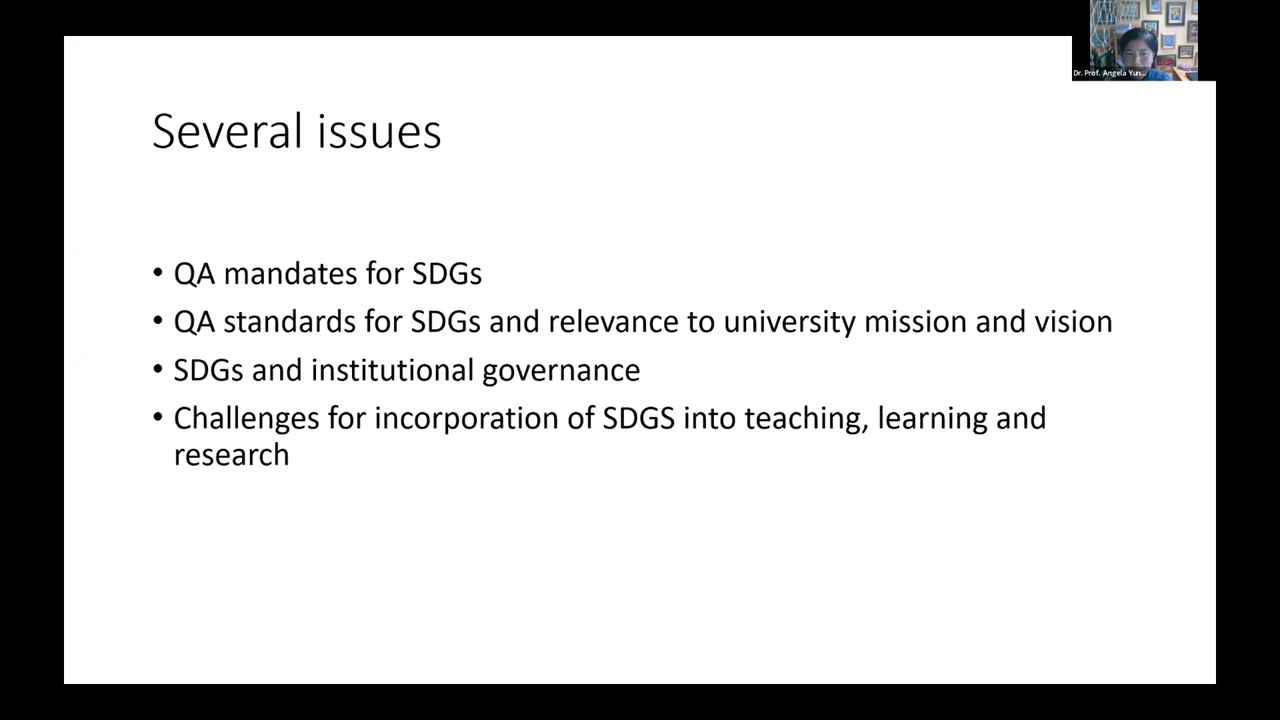 Dr. Prof. Angela Yun...
Several issues
• QA mandates for SDGs
• QA standards for SDGs and relevance to university mission and vision
• SDGs and institutional governance
• Challenges for incorporation of SDGS into teaching, learning and
research